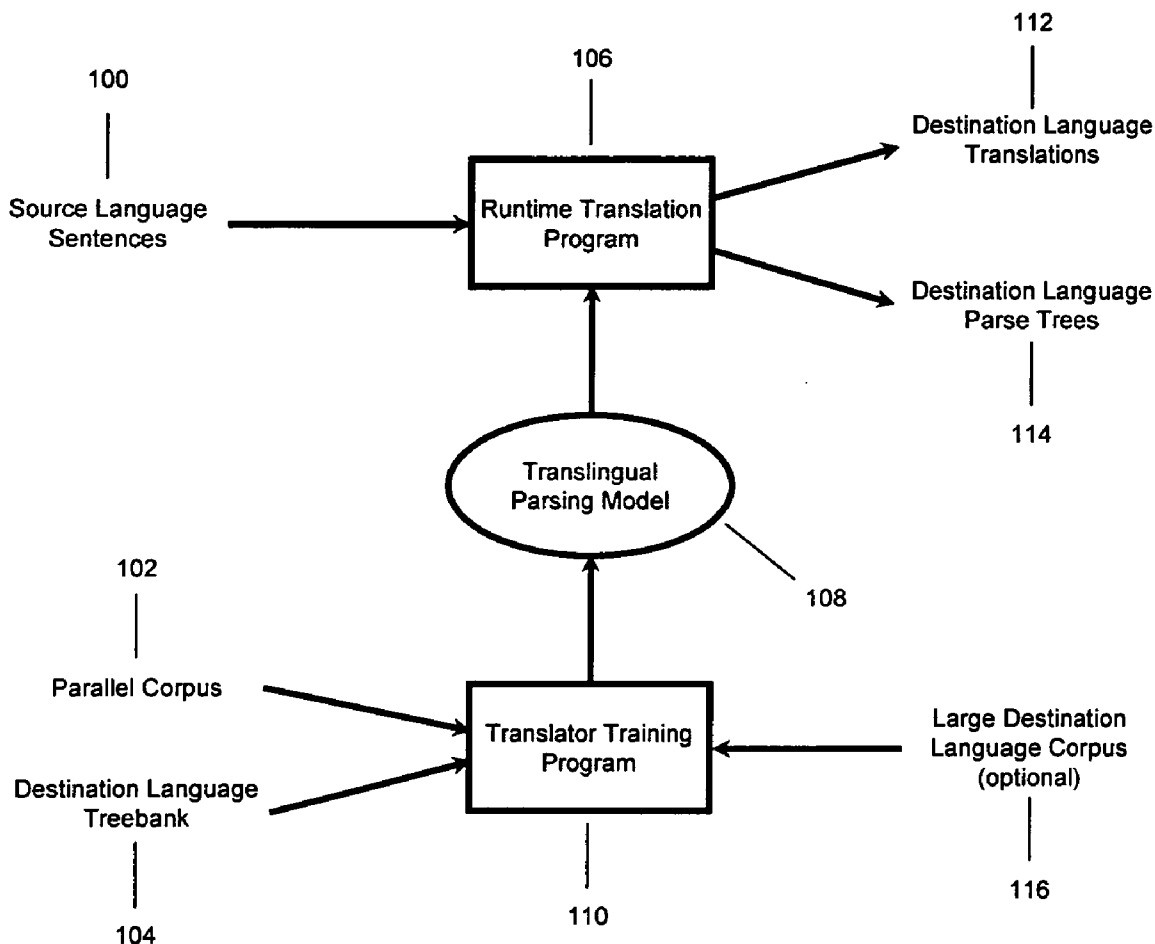 112
106
100
Destination Language
Translations
Source Language
Sentences
Runtime Translation
Program
Destination Language
Parse Trees
114
Translingual
Parsing Model
108
102
Parallel Corpus
Destination Language
Treebank
104
Translator Training
Program
110
Large Destination
Language Corpus
(optional)
116